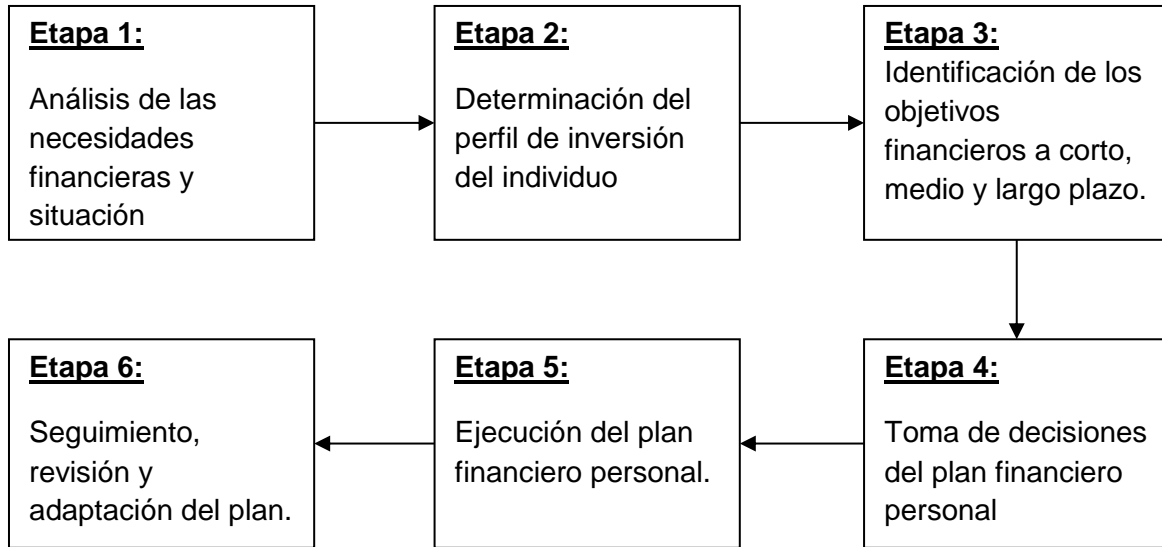 Etapa 1:
Análisis de las
necesidades
financieras y
situación
Etapa 2:
Determinación del
perfil de inversión
del individuo
Etapa 3:
Identificación de los
objetivos
financieros a corto,
medio y largo plazo.
Etapa 4:
Toma de decisiones
del plan financiero
personal
Etapa 5:
Ejecución del plan
financiero personal.
Etapa 6:
Seguimiento,
revisión y
adaptación del plan.